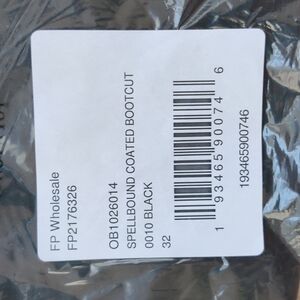 FP Wholesale
FP2176326
OB1026014
SPELLBOUND COATED BOOTCUT
0010 BLACK
32
1 93465 90074 6
193465900746